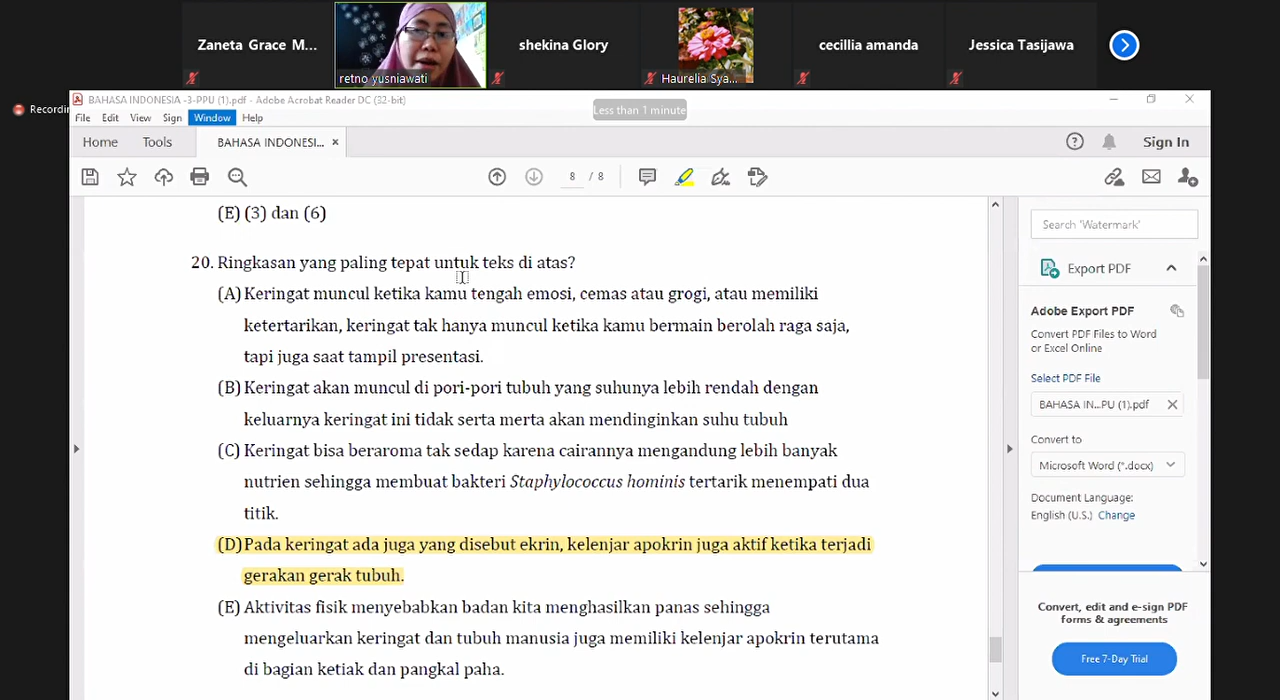 Zaneta Grace M...
retno yusniawati
shekina Glory
Haurelia Sya...
cecillia amanda
Jessica Tasijawa
Recordin
BAHASA INDONESIA -3-PPU (1).pdf - Adobe Acrobat Reader DC (32-bit)
Less than 1 minute
File Edit View Sign Window Help
Home Tools BAHASA INDONESI... × Sign In
8 / 8
(E) (3) dan (6)
20. Ringkasan yang paling tepat untuk teks di atas?
(A) Keringat muncul ketika kamu tengah emosi, cemas atau grogi, atau memiliki
ketertarikan, keringat tak hanya muncul ketika kamu bermain berolah raga saja,
tapi juga saat tampil presentasi.
(B) Keringat akan muncul di pori-pori tubuh yang suhunya lebih rendah dengan
keluarnya keringat ini tidak serta merta akan mendinginkan suhu tubuh
(C) Keringat bisa beraroma tak sedap karena cairannya mengandung lebih banyak
nutrien sehingga membuat bakteri Staphylococcus hominis tertarik menempati dua
titik.
(D) Pada keringat ada juga yang disebut ekrin, kelenjar apokrin juga aktif ketika terjadi
gerakan gerak tubuh.
(E) Aktivitas fisik menyebabkan badan kita menghasilkan panas sehingga
mengeluarkan keringat dan tubuh manusia juga memiliki kelenjar apokrin terutama
di bagian ketiak dan pangkal paha.
Search 'Watermark'
Export PDF
Adobe Export PDF
Convert PDF Files to Word
or Excel Online
Select PDF File
BAHASA IN...PU (1).pdf
Convert to
Microsoft Word (*.docx)
Document Language:
English (U.S.) Change
Convert, edit and e-sign PDF
forms & agreements
Free 7-Day Trial